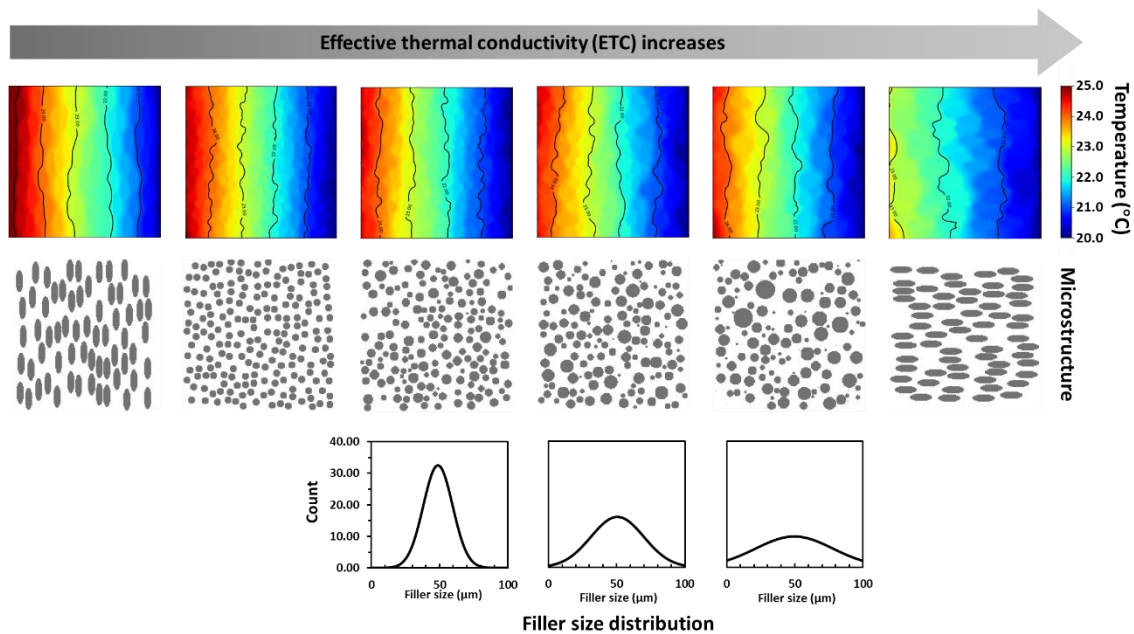 Effective thermal conductivity (ETC) increases
25.0
24.0
23.0
22.0
21.0
20.0
Temperature (°C)
Microstructure
40.00
30.00
20.00
10.00
0.00
Count
0 50 100
Filler size (μm)
0 50 100
Filler size (μm)
0 50 100
Filler size (μm)
Filler size distribution